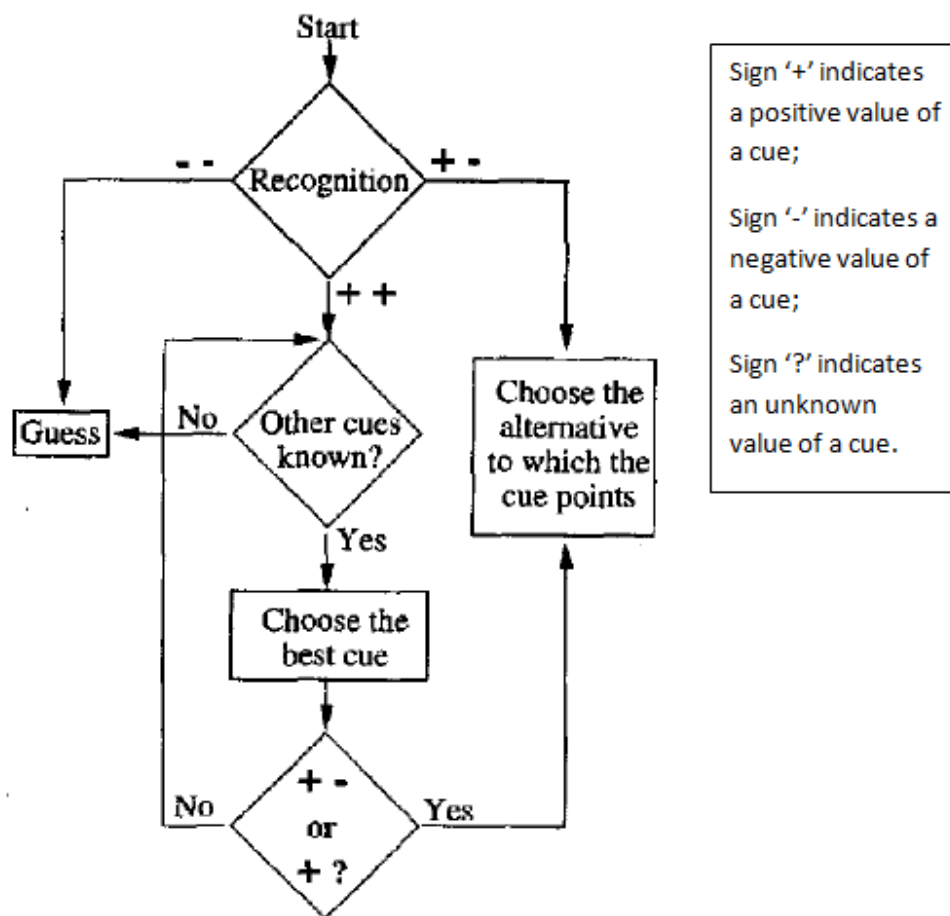 Start
- -
Recognition
+ -
+ +
Guess
No
Other cues
known?
Yes
Choose the
alternative
to which the
cue points
Choose the
best cue
No
+ -
or
+ ?
Yes
Sign ‘+’ indicates
a positive value of
a cue;
Sign ‘-’ indicates a
negative value of
a cue;
Sign ‘?’ indicates
an unknown
value of a cue.